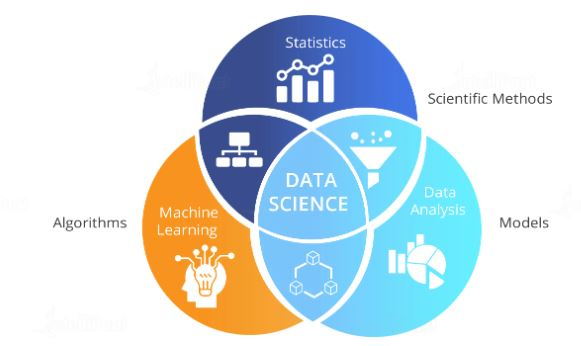 Statistics
Scientific Methods
DATA
SCIENCE
Data
Analysis
Machine
Learning
Algorithms
Models